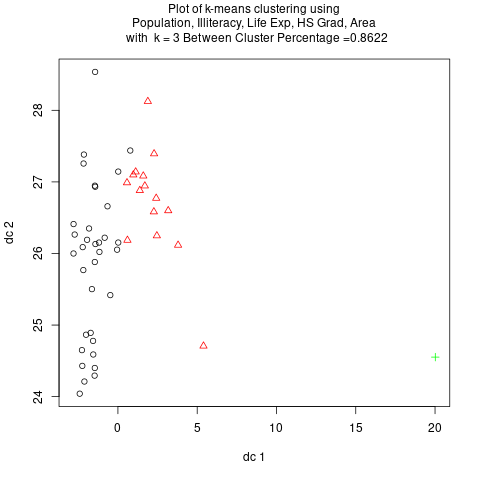 Plot of k-means clustering using
Population, Illiteracy, Life Exp, HS Grad, Area
with  k = 3 Between Cluster Percentage =0.8622
dc 2
28
27
26
25
24
0
5
10
15
20
dc 1